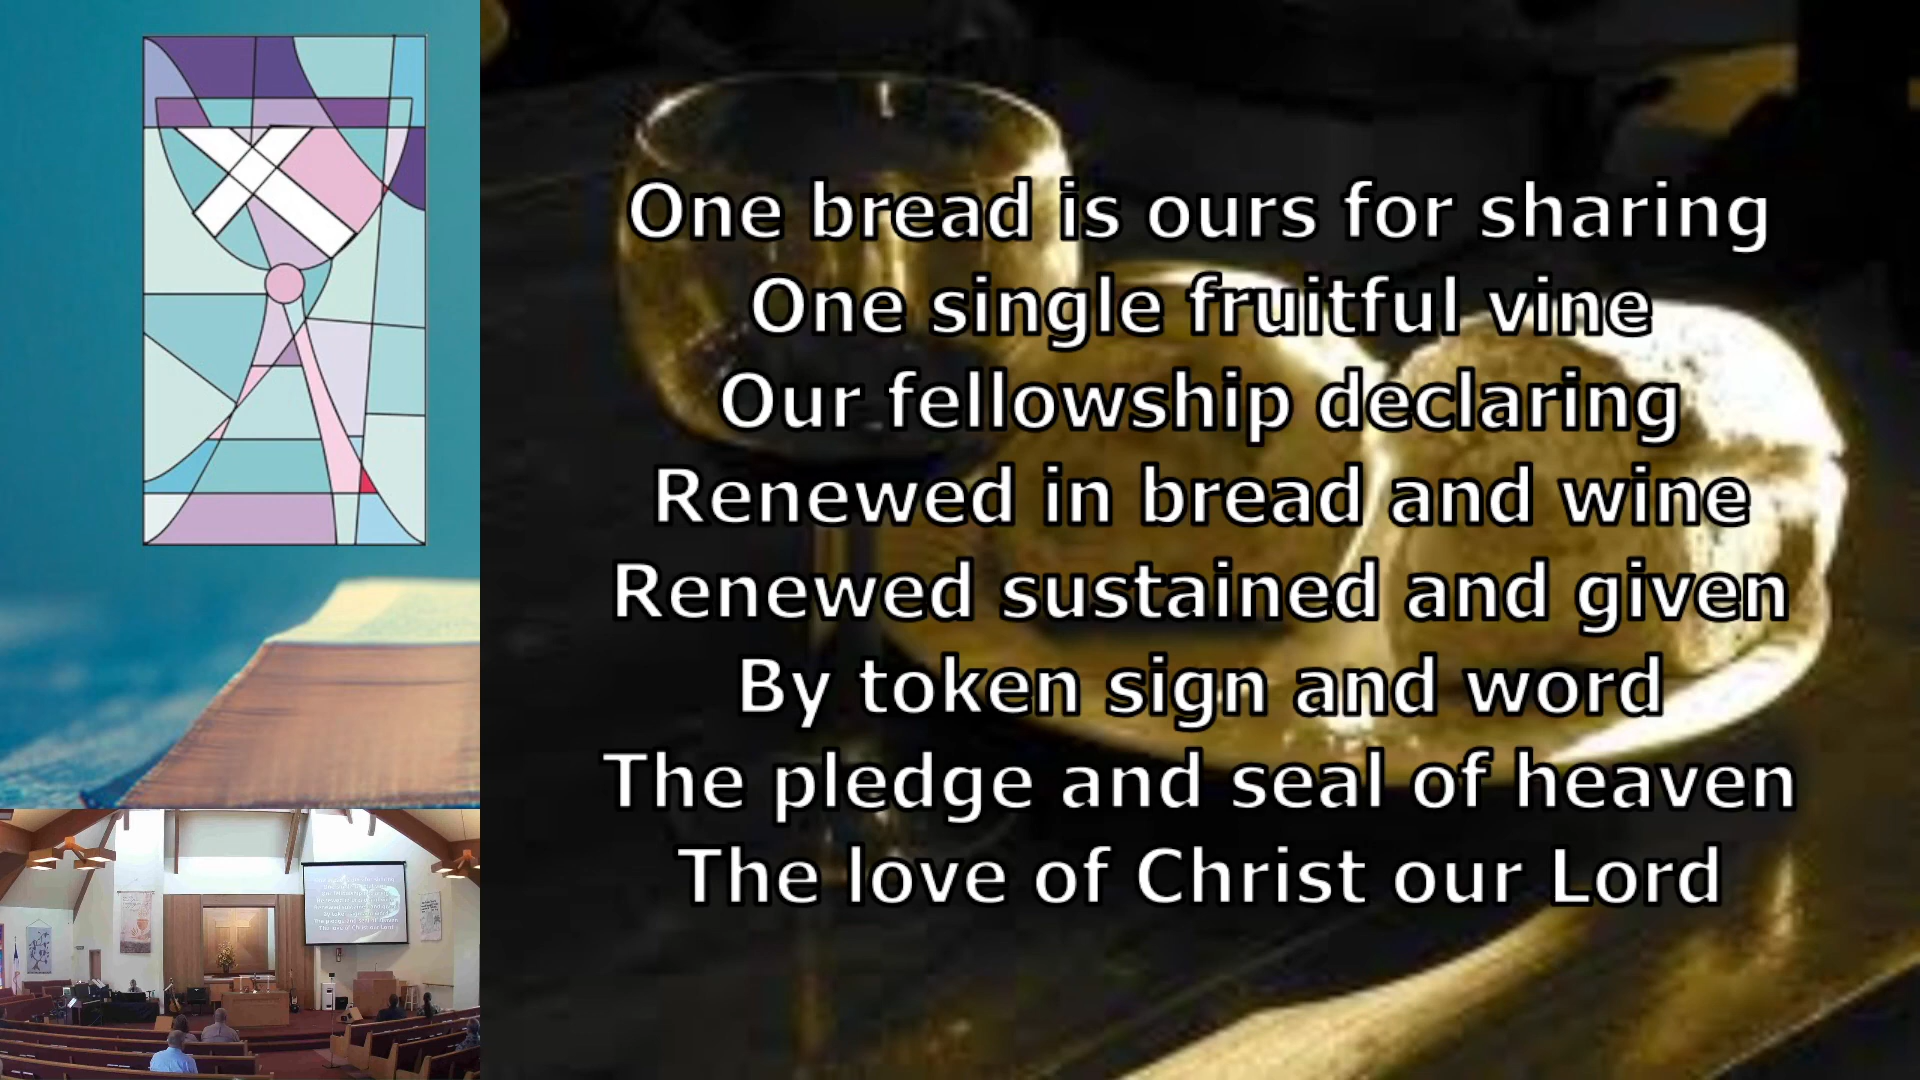 One bread is ours for sharing
One single fruitful vine
Our fellowship declaring
Renewed in bread and wine
Renewed sustained and given
By token sign and word
The pledge and seal of heaven
The love of Christ our Lord